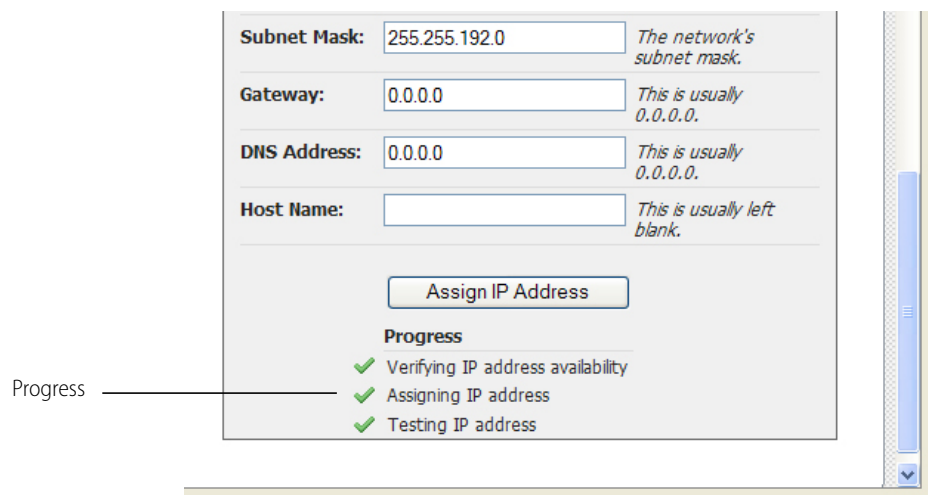 Subnet Mask: 255.255.192.0 The network's
subnet mask.
Gateway: 0.0.0.0 This is usually
0.0.0.0.
DNS Address: 0.0.0.0 This is usually
0.0.0.0.
Host Name: This is usually left
blank.
Assign IP Address
Progress
Verifying IP address availability
Progress Assigning IP address
Testing IP address